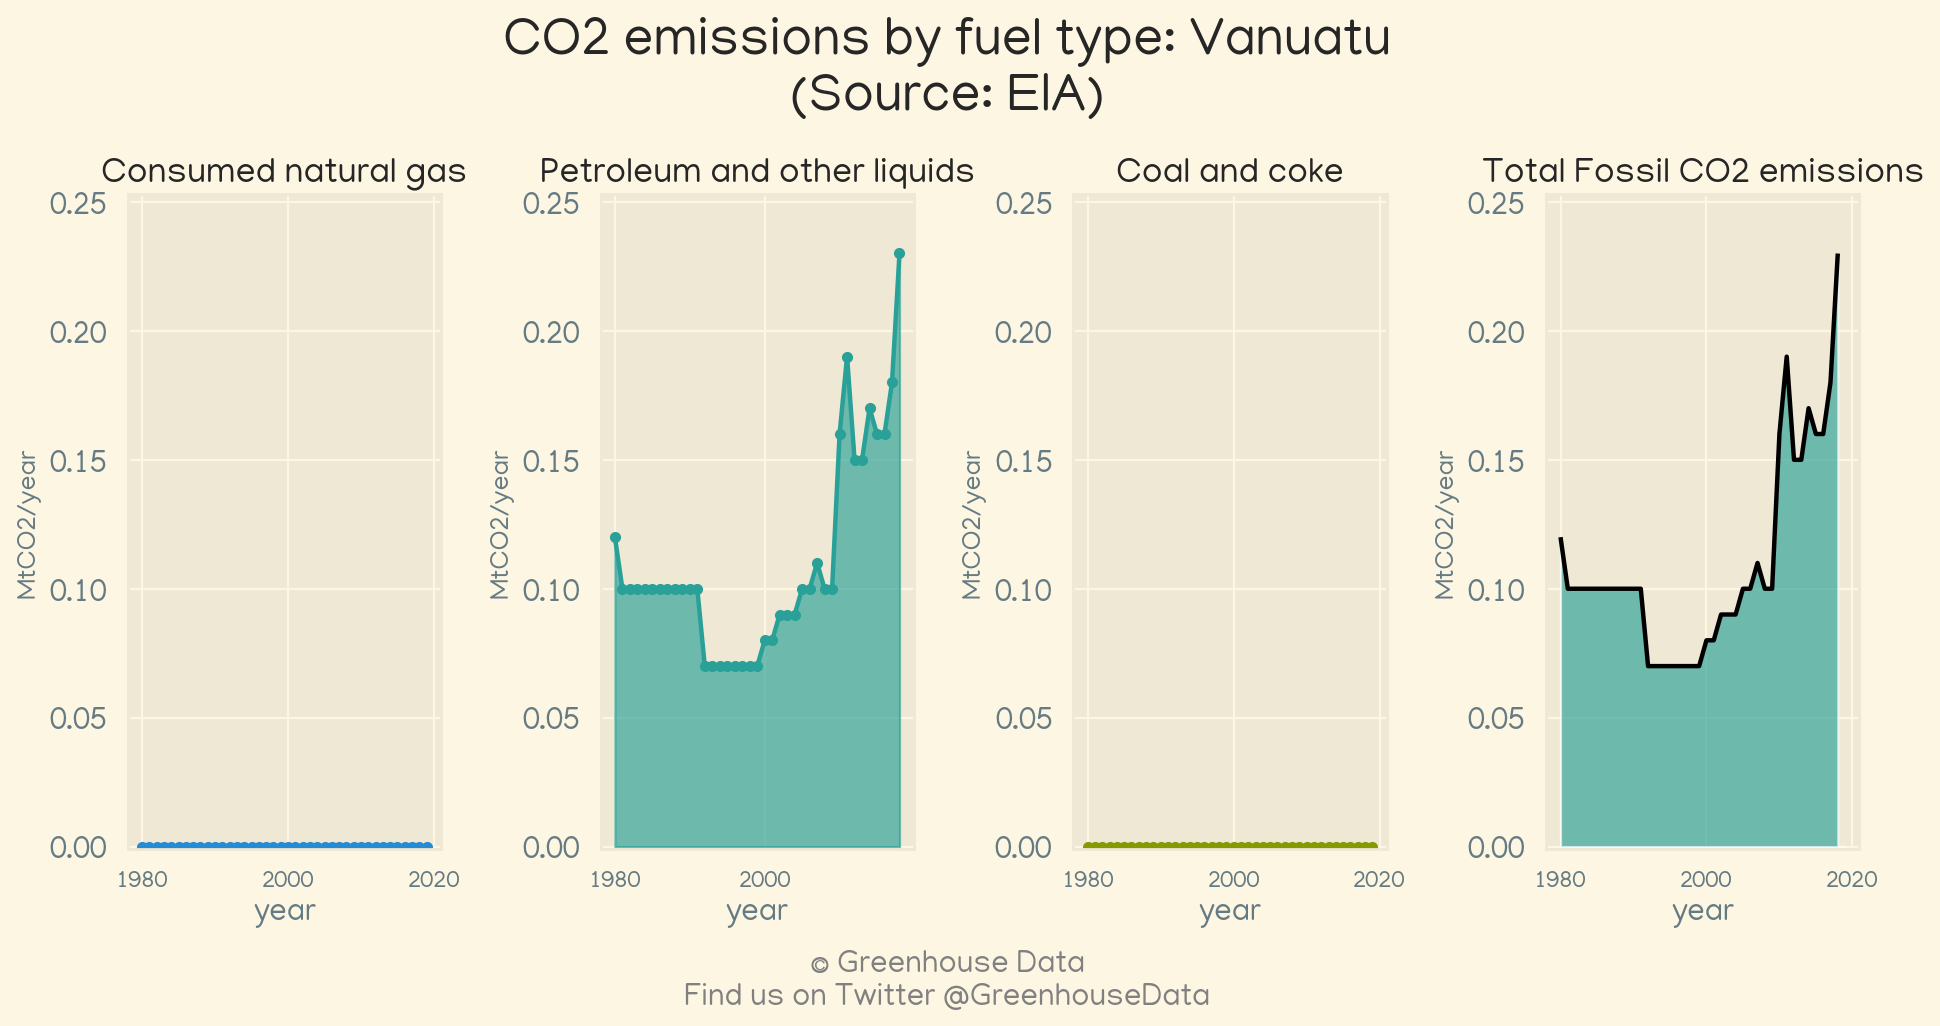 CO2 emissions by fuel type: Vanuatu
(Source: EIA)
Consumed natural gas
0.25
0.20
0.15
0.10
0.05
0.00
MtCO2/year
1980 2000 2020
year
Petroleum and other liquids
0.25
0.20
0.15
0.10
0.05
0.00
MtCO2/year
1980 2000
year
Coal and coke
0.25
0.20
0.15
0.10
0.05
0.00
MtCO2/year
1980 2000 2020
year
Total Fossil CO2 emissions
0.25
0.20
0.15
0.10
0.05
0.00
MtCO2/year
1980 2000 2020
year
© Greenhouse Data
Find us on Twitter @GreenhouseData